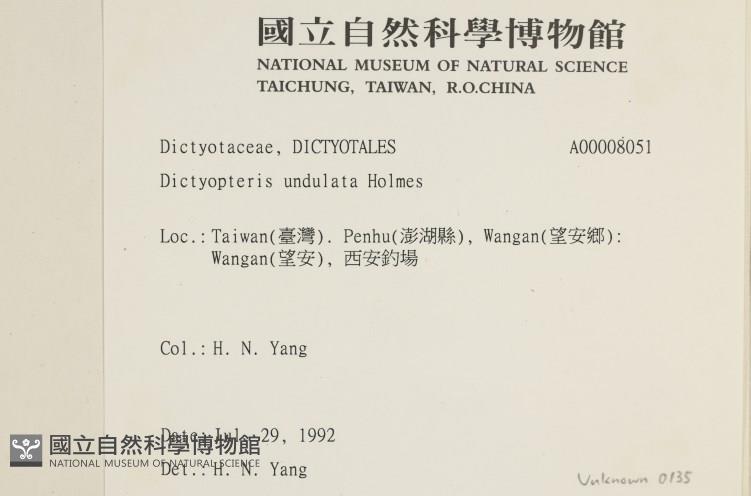 國立自然科學博物館
NATIONAL MUSEUM OF NATURAL SCIENCE
TAICHUNG, TAIWAN, R.O.CHINA
Dictyotaceae, DICTYOTALES A00008051
Dictyopteris undulata Holmes
Loc.: Taiwan(臺灣). Penhu(澎湖縣), Wangan(望安鄉):
Wangan(望安), 西安釣場
Col.: H. N. Yang
Date: Jul. 29, 1992
國立自然科學博物館
NATIONAL MUSEUM OF NATURAL SCIENCE
Det.: H. N. Yang
Unknown 0135